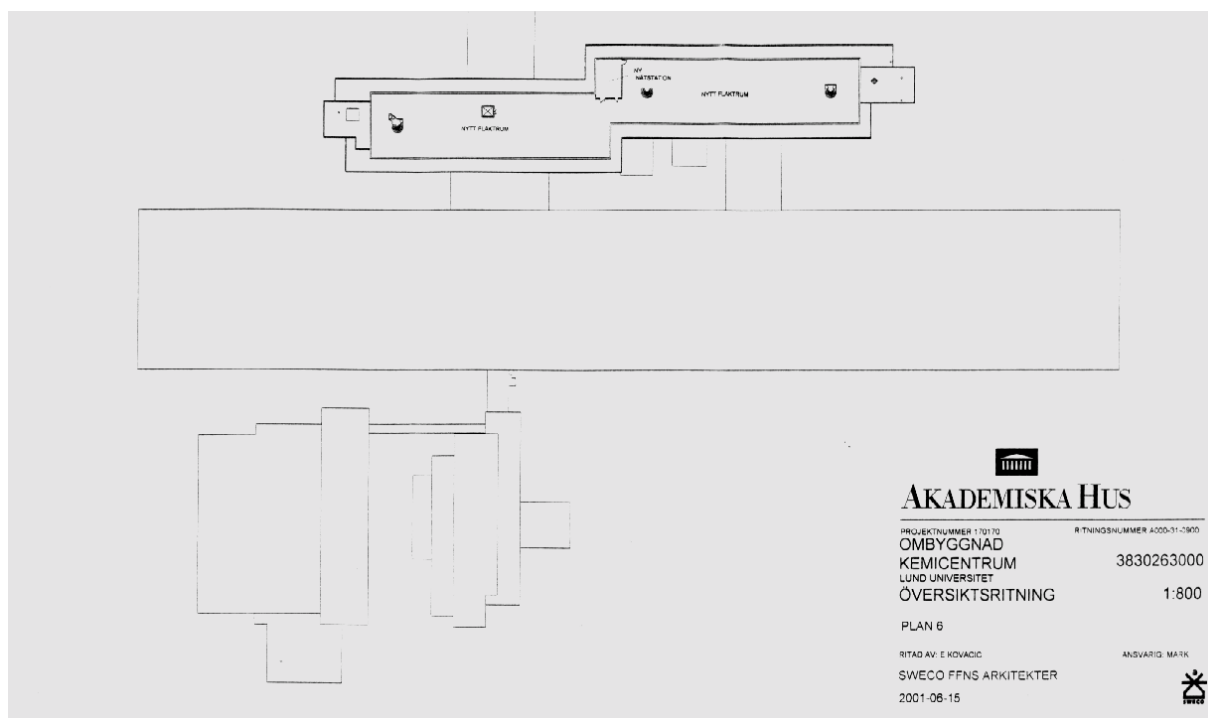 NY
NÄTSTATION
NYTT FLÄKTRUM
NYTT FLÄKTRUM
AKADEMISKA HUS
PROJEKTNUMMER 170170 RITNINGSNUMMER A000-31-0900
OMBYGGNAD
KEMICENTRUM 3830263000
LUND UNIVERSITET
ÖVERSIKTSRITNING 1:800
PLAN 6
RITAD AV: E KOVACIC ANSVARIG: MARK
SWECO FFNS ARKITEKTER
2001-06-15
SWECO